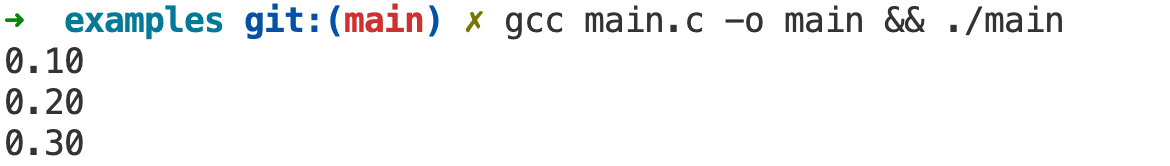 ➜  examples git:(main) ✗ gcc main.c -o main && ./main
0.10
0.20
0.30